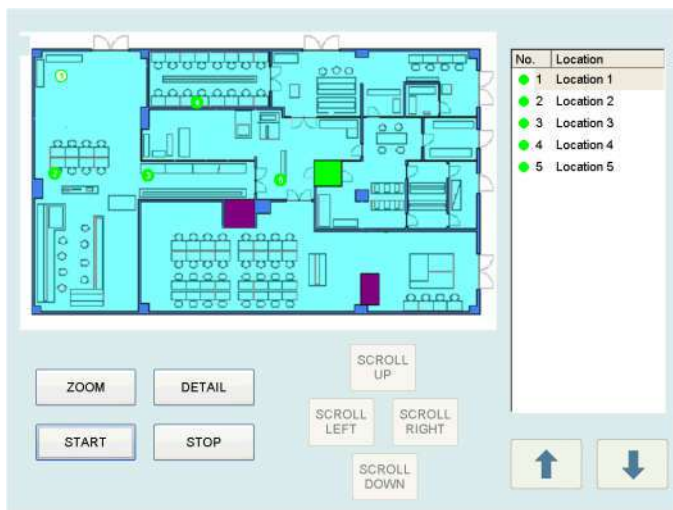 No. Location
1 Location 1
2 Location 2
3 Location 3
4 Location 4
5 Location 5
ZOOM
DETAIL
START
STOP
SCROLL
UP
SCROLL
LEFT
SCROLL
RIGHT
SCROLL
DOWN